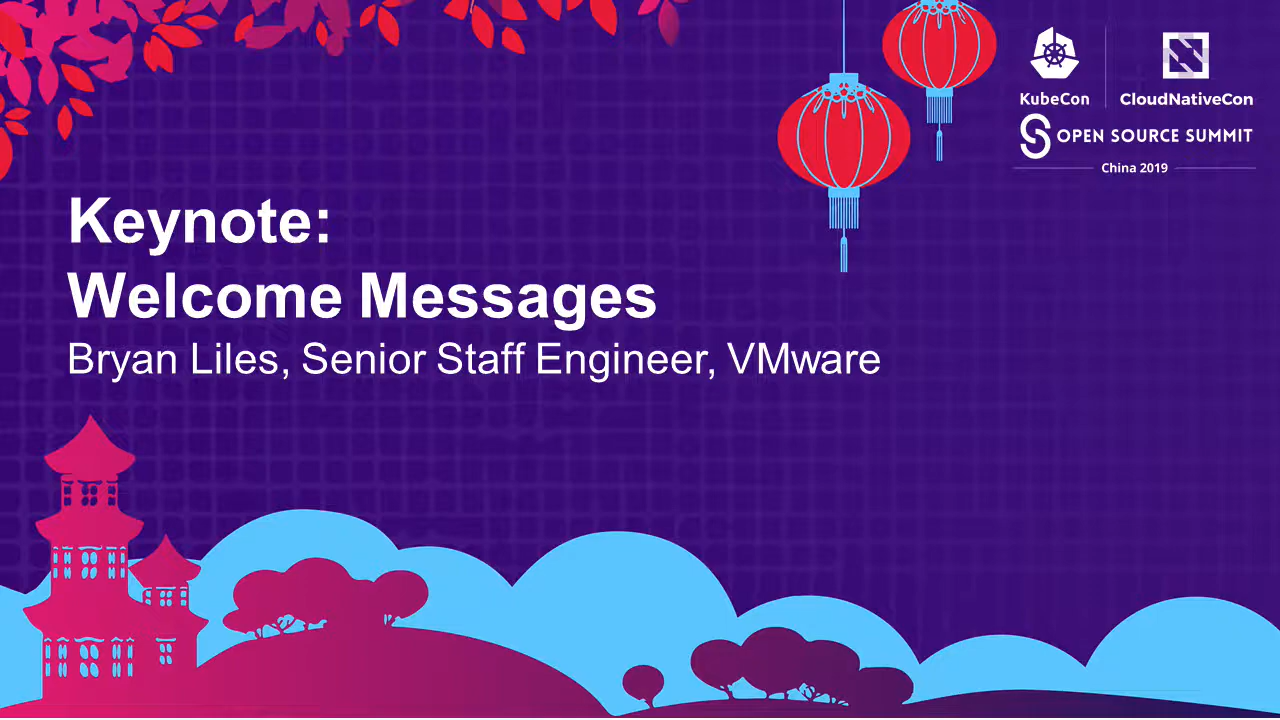 KubeCon
CloudNativeCon
OPEN SOURCE SUMMIT
China 2019
Keynote:
Welcome Messages
Bryan Liles, Senior Staff Engineer, VMware